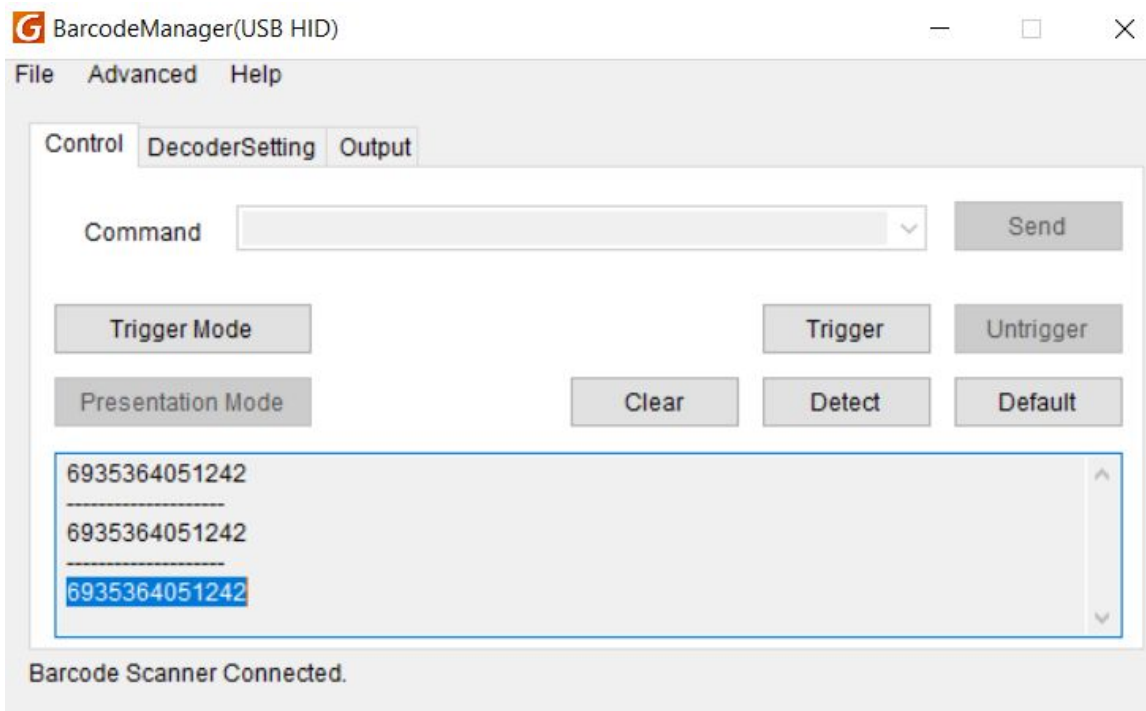 G BarcodeManager(USB HID)
File Advanced Help
Control DecoderSetting Output
Command Send
Trigger Mode Trigger Untrigger
Presentation Mode Clear Detect Default
6935364051242
--------------------
6935364051242
--------------------
6935364051242
Barcode Scanner Connected.